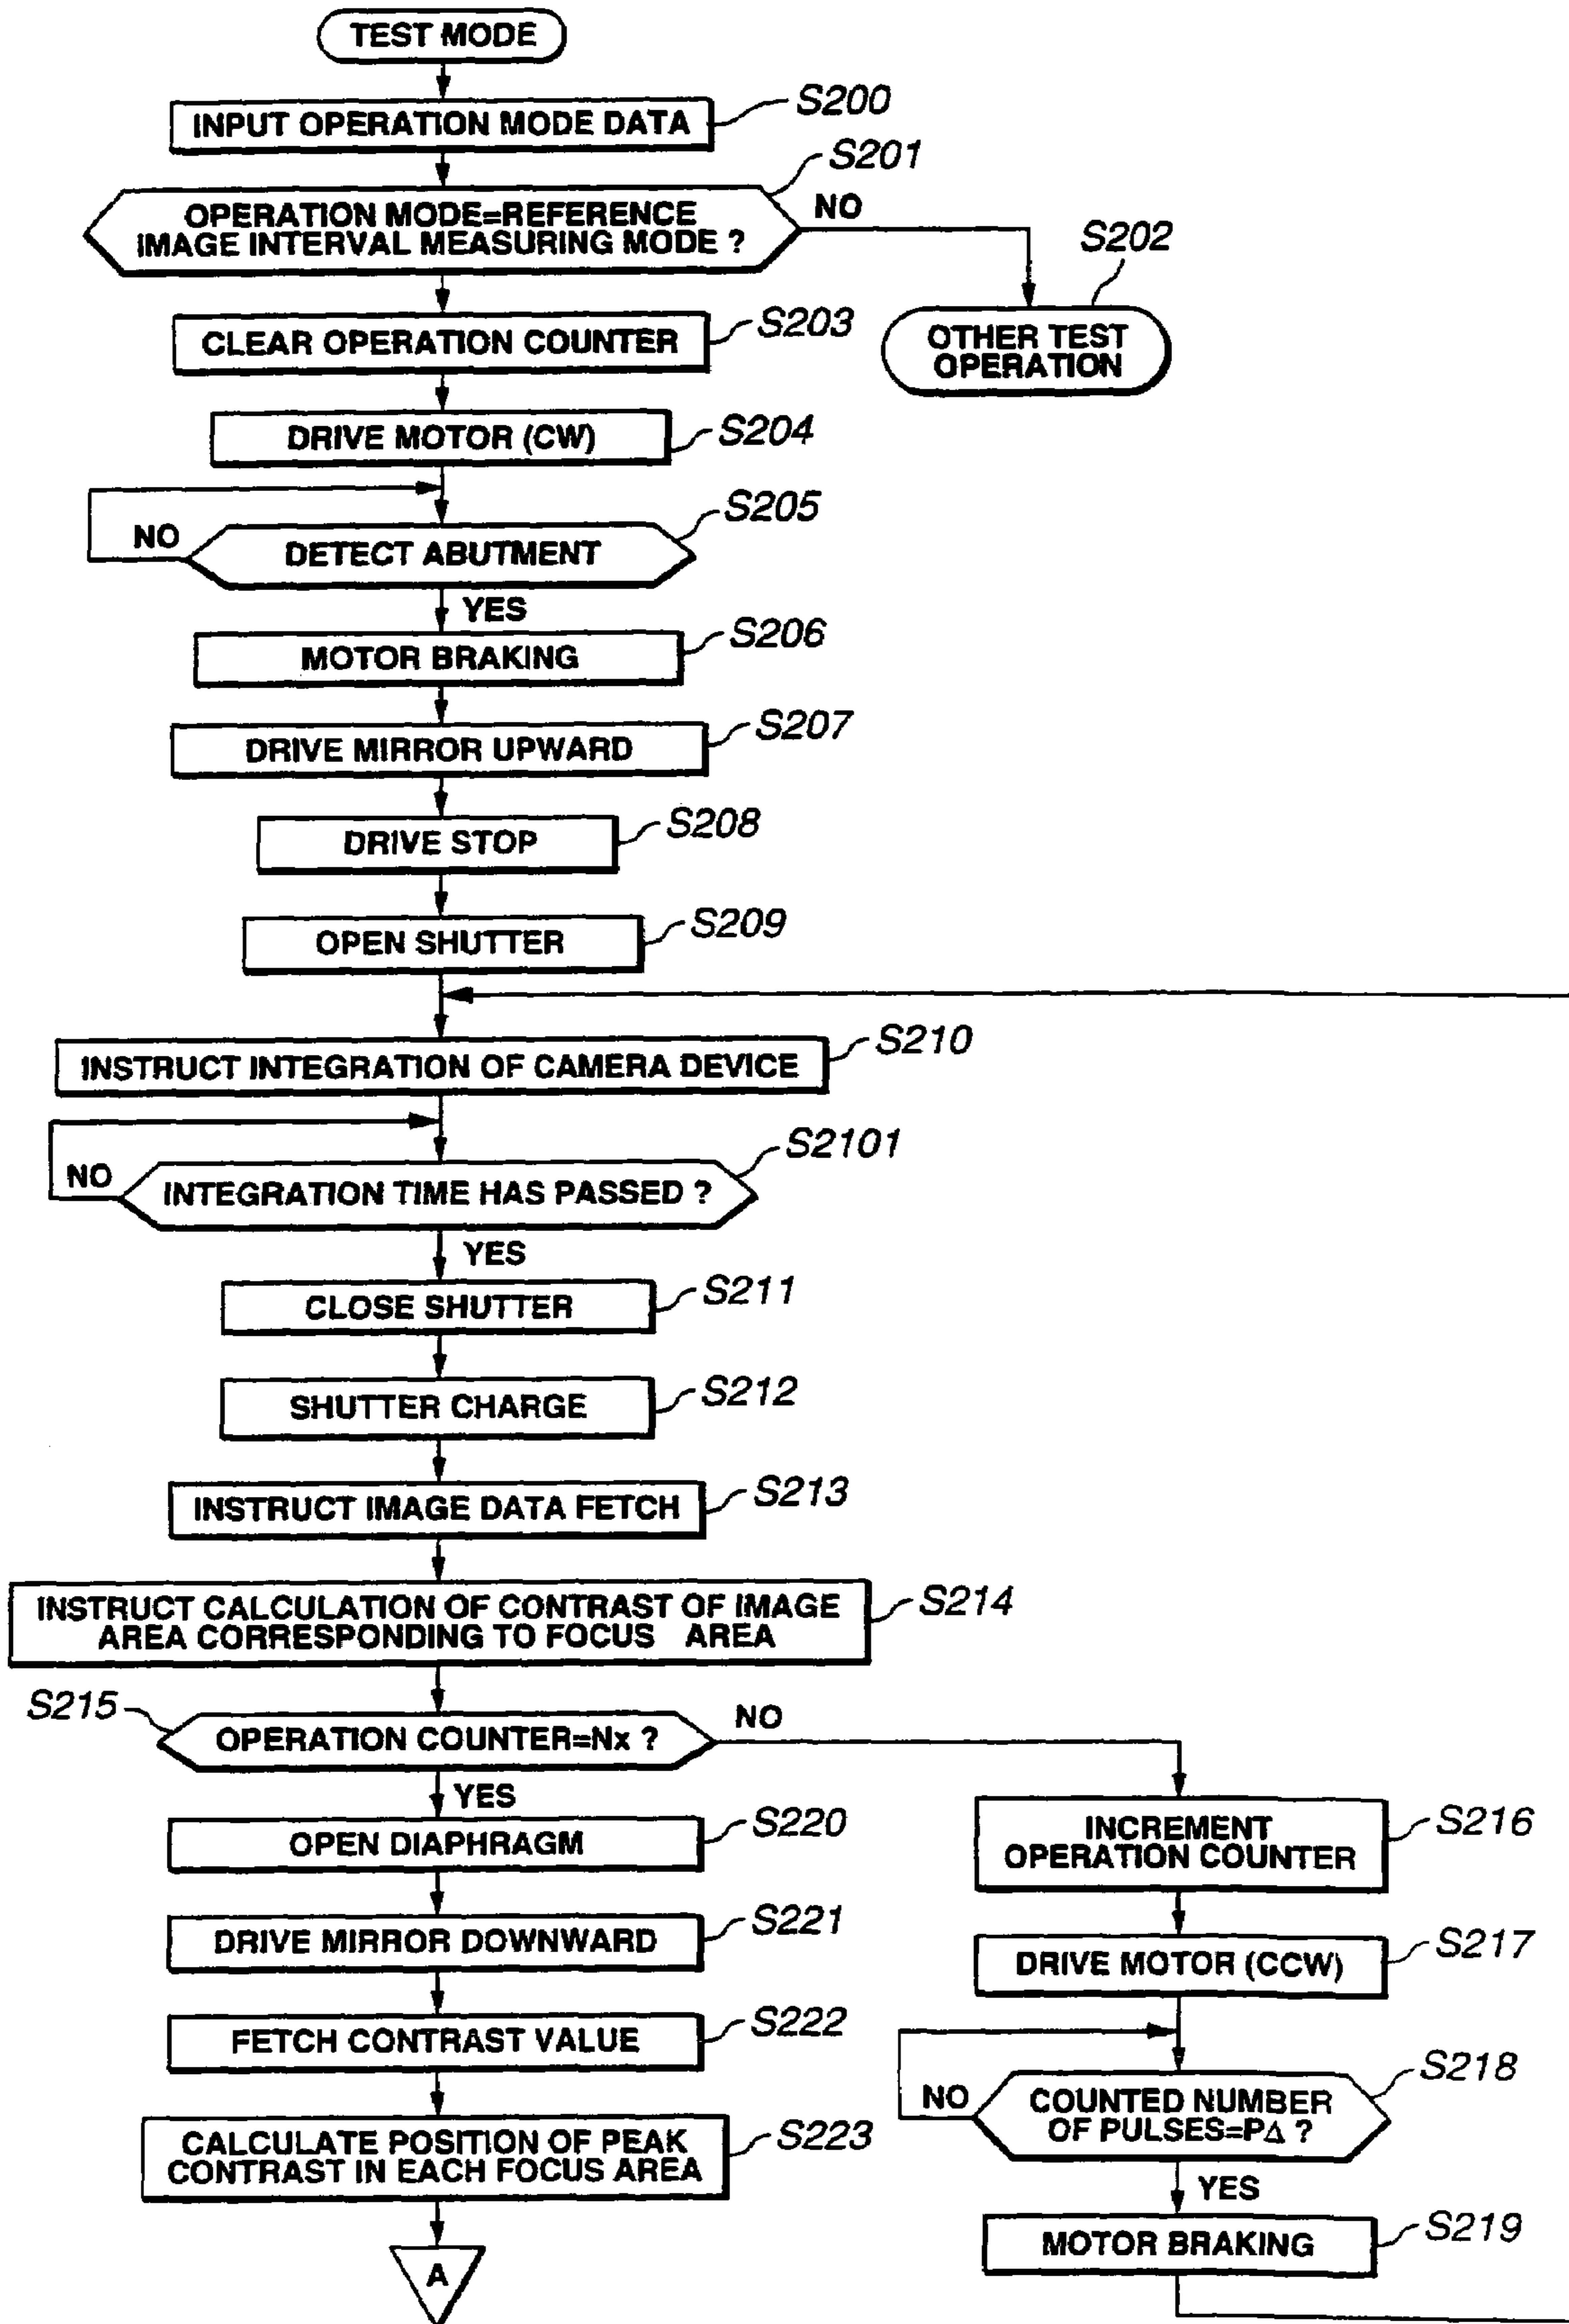 TEST MODE
INPUT OPERATION MODE DATA
S200
OPERATION MODE=REFERENCE
IMAGE INTERVAL MEASURING MODE ?
S201
NO
S202
OTHER TEST
OPERATION
CLEAR OPERATION COUNTER
S203
DRIVE MOTOR (CW)
S204
DETECT ABUTMENT
S205
NO
YES
MOTOR BRAKING
S206
DRIVE MIRROR UPWARD
S207
DRIVE STOP
S208
OPEN SHUTTER
S209
INSTRUCT INTEGRATION OF CAMERA DEVICE
S210
INTEGRATION TIME HAS PASSED ?
S2101
NO
YES
CLOSE SHUTTER
S211
SHUTTER CHARGE
S212
INSTRUCT IMAGE DATA FETCH
S213
INSTRUCT CALCULATION OF CONTRAST OF IMAGE
AREA CORRESPONDING TO FOCUS AREA
S214
S215
OPERATION COUNTER=Nx ?
NO
YES
OPEN DIAPHRAGM
S220
DRIVE MIRROR DOWNWARD
S221
FETCH CONTRAST VALUE
S222
CALCULATE POSITION OF PEAK
CONTRAST IN EACH FOCUS AREA
S223
A
INCREMENT
OPERATION COUNTER
S216
DRIVE MOTOR (CCW)
S217
COUNTED NUMBER
OF PULSES=PΔ ?
S218
NO
YES
MOTOR BRAKING
S219